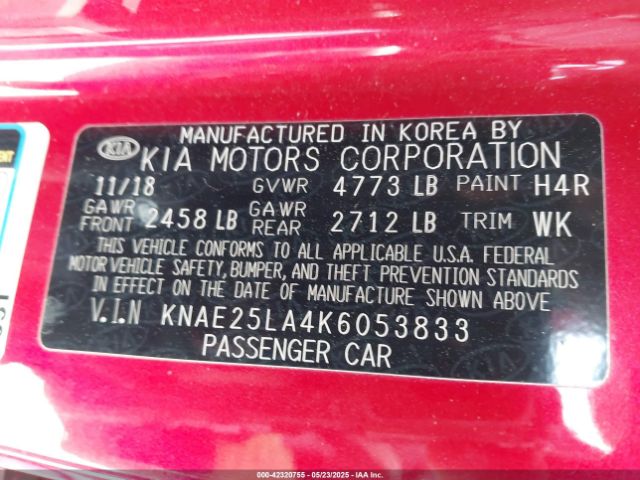 MANUFACTURED IN KOREA BY
KIA KIA MOTORS CORPORATION
11/18 GVWR 4773 LB PAINT H4R
GAWR FRONT 2458 LB GAWR REAR 2712 LB TRIM WK
THIS VEHICLE CONFORMS TO ALL APPLICABLE U.S.A. FEDERAL
MOTOR VEHICLE SAFETY, BUMPER, AND THEFT PREVENTION STANDARDS
IN EFFECT ON THE DATE OF MANUFACTURE SHOWN ABOVE.
V.I.N KNAE25LA4K6053833
PASSENGER CAR
000-42320755 - 05/23/2025 - IAA, Inc.